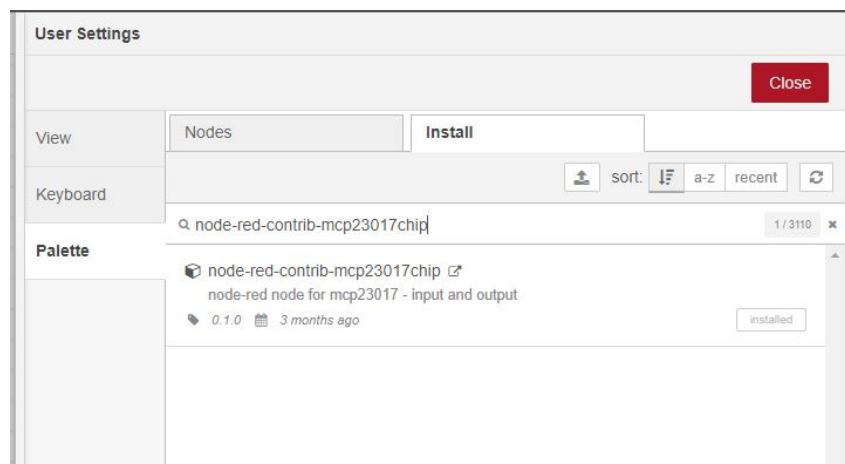 User Settings
Close
View
Nodes
Install
Keyboard
sort:
a-z
recent
node-red-contrib-mcp23017chip
1 / 3110
Palette
node-red-contrib-mcp23017chip
node-red node for mcp23017 - input and output
0.1.0
3 months ago
installed